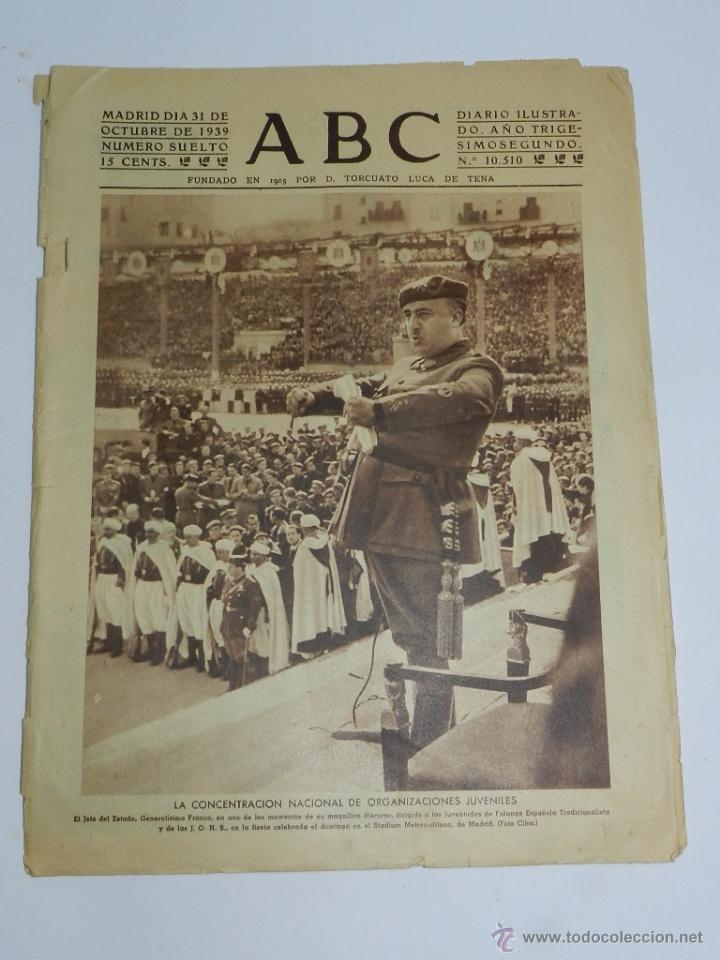 MADRID DIA 31 DE
OCTUBRE DE 1939
NUMERO SUELTO
15 CENTS.
ABC
DIARIO ILUSTRA-
DO. AÑO TRIGE-
SIMOSEGUNDO.
N.º 10.510
FUNDADO EN 1905 POR D. TORCUATO LUCA DE TENA
LA CONCENTRACION NACIONAL DE ORGANIZACIONES JUVENILES
El Jefe del Estado, Generalísimo Franco, en uno de los momentos de su magnífico discurso, dirigido a las Juventudes de Falange Española Tradicionalista
y de las J. O. N. S., en la fiesta celebrada el domingo en el Stadium Metropolitano, de Madrid. (Foto Cifra.)
© www.todocoleccion.net